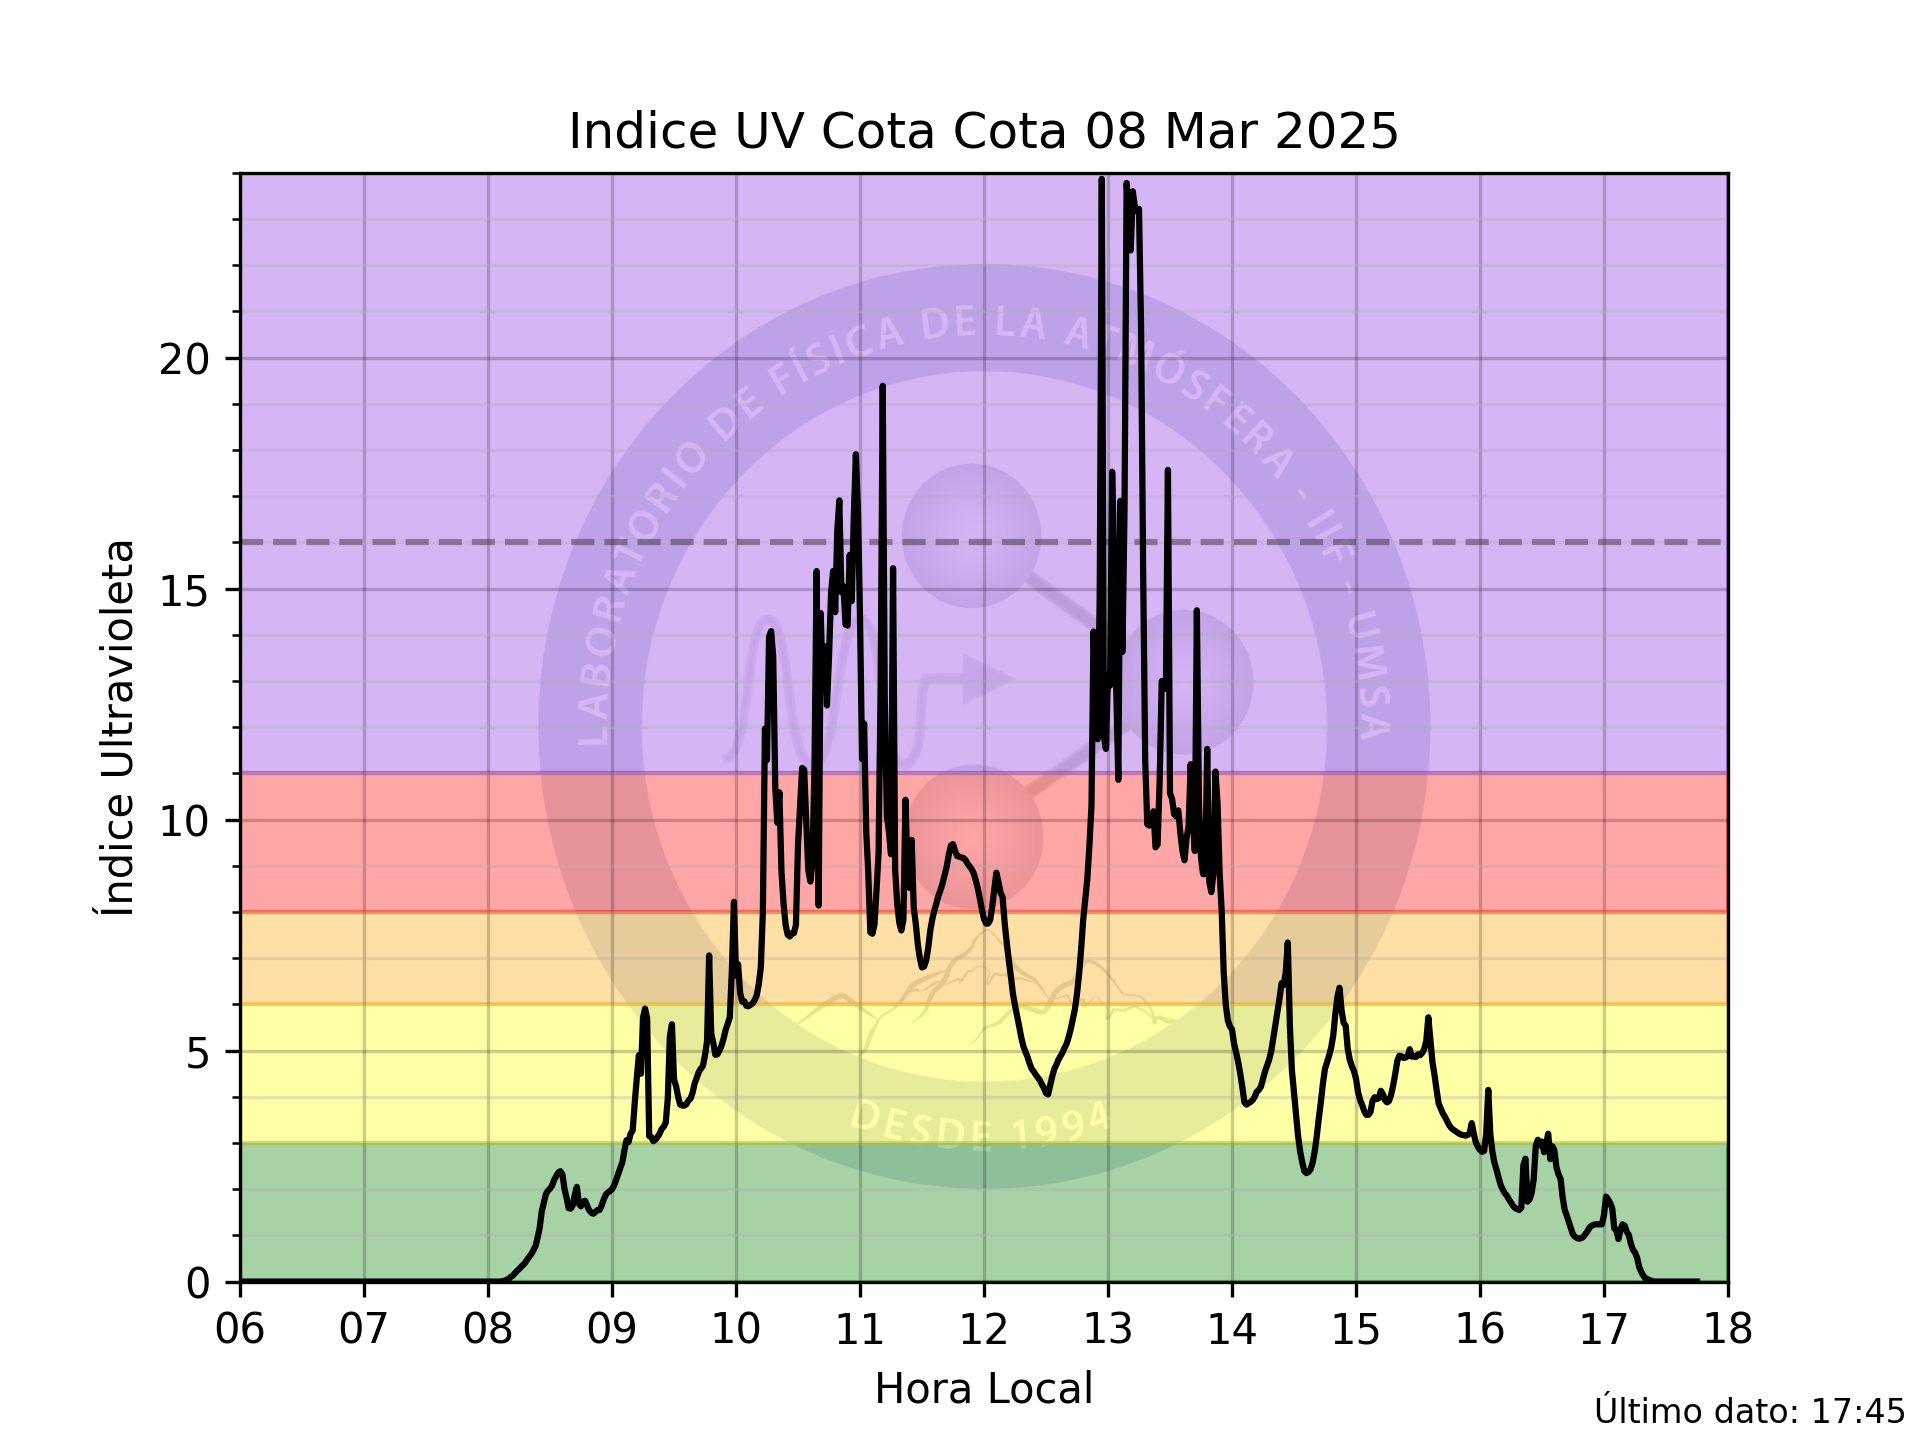 Indice UV Cota Cota 08 Mar 2025
Índice Ultravioleta
20
15
10
5
0
LABORATORIO DE FÍSICA DE LA ATMÓSFERA - IIF - UMSA
DESDE 1994
06 07 08 09 10 11 12 13 14 15 16 17 18
Hora Local
Último dato: 17:45